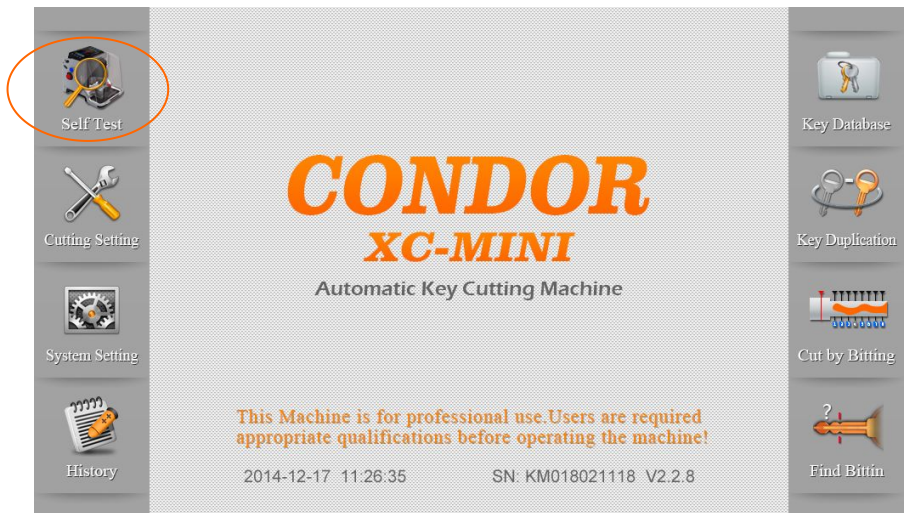 Self Test
Cutting Setting
System Setting
History
CONDOR
XC-MINI
Automatic Key Cutting Machine
This Machine is for professional use.Users are required
appropriate qualifications before operating the machine!
2014-12-17 11:26:35 SN: KM018021118 V2.2.8
Key Database
Key Duplication
Cut by Bitting
?
Find Bittin